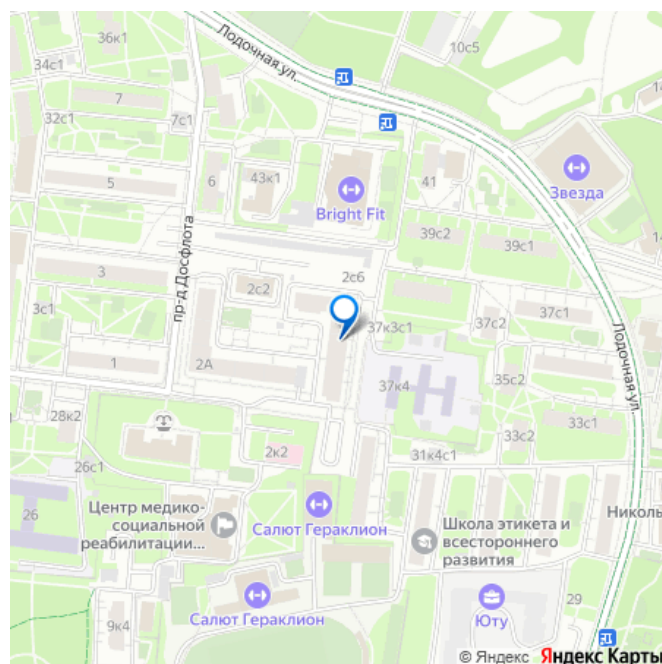 36к1
Лодочная ул.
10с5
34с1
7
32с1
7с1
5
6
43к1
Bright Fit
41
Звезда
39с2
39с1
пр-д Досфлота
3
2с2
2с6
3с1
37к3с1
37с2
37с1
1
2А
37к4
35с2
Лодочная ул.
28к2
33с1
33с2
2к2
31к4с1
26с1
26
Центр медико-
социальной
реабилитации...
Салют Гераклион
Школа этикета и
всестороннего
развития
Николь
Салют Гераклион
Юту
29
9к4
© Яндекс Яндекс Карты